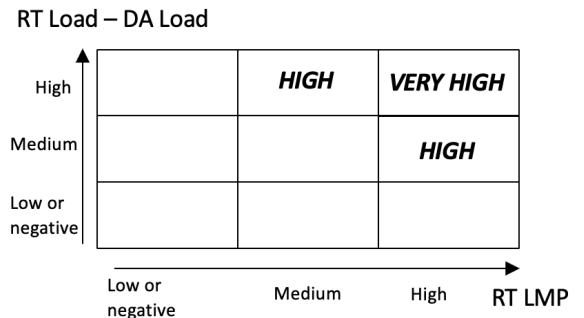 RT Load – DA Load
High
HIGH
VERY HIGH
Medium
HIGH
Low or
negative
Low or
negative
Medium
High
RT LMP